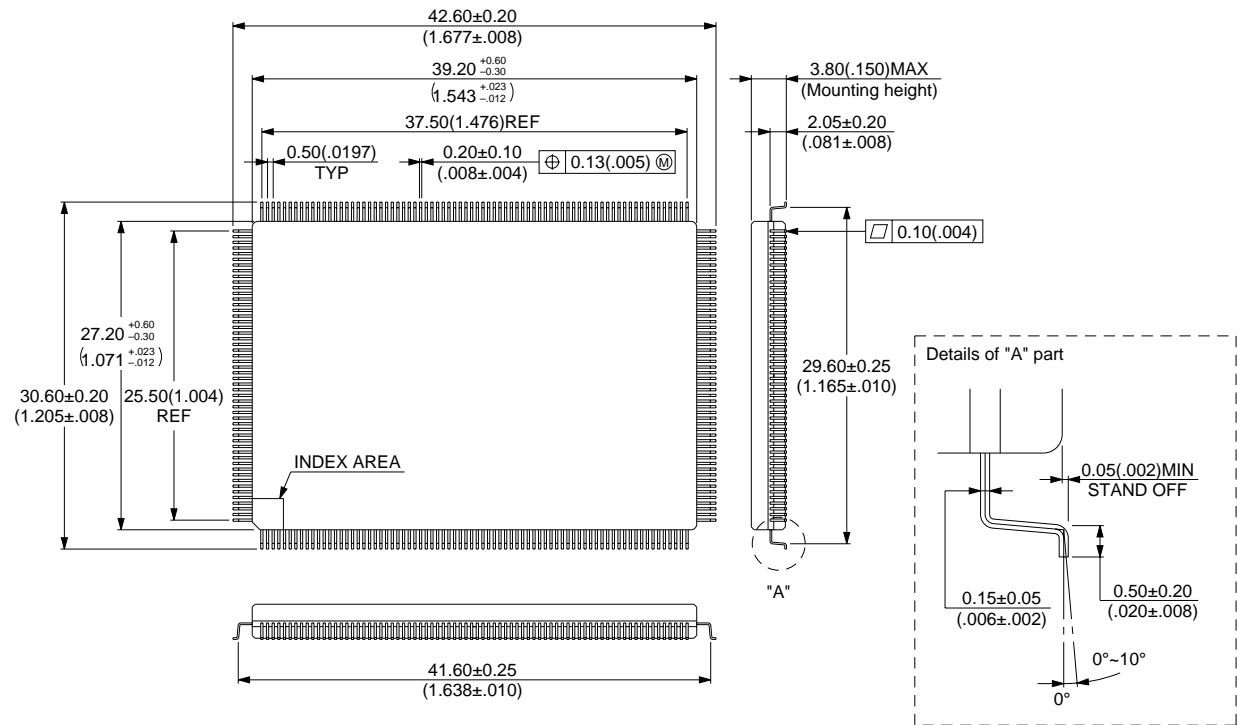 42.60±0.20
(1.677±.008)
39.20 +0.60 –0.30
(1.543 +.023 –.012)
37.50(1.476)REF
0.50(.0197)
TYP
0.20±0.10
(.008±.004)
0.13(.005) Ⓜ
3.80(.150)MAX
(Mounting height)
2.05±0.20
(.081±.008)
0.10(.004)
27.20 +0.60 –0.30
(1.071 +.023 –.012)
30.60±0.20
(1.205±.008)
25.50(1.004)
REF
INDEX AREA
29.60±0.25
(1.165±.010)
"A"
41.60±0.25
(1.638±.010)
Details of "A" part
0.05(.002)MIN
STAND OFF
0.15±0.05
(.006±.002)
0.50±0.20
(.020±.008)
0°~10°
0°